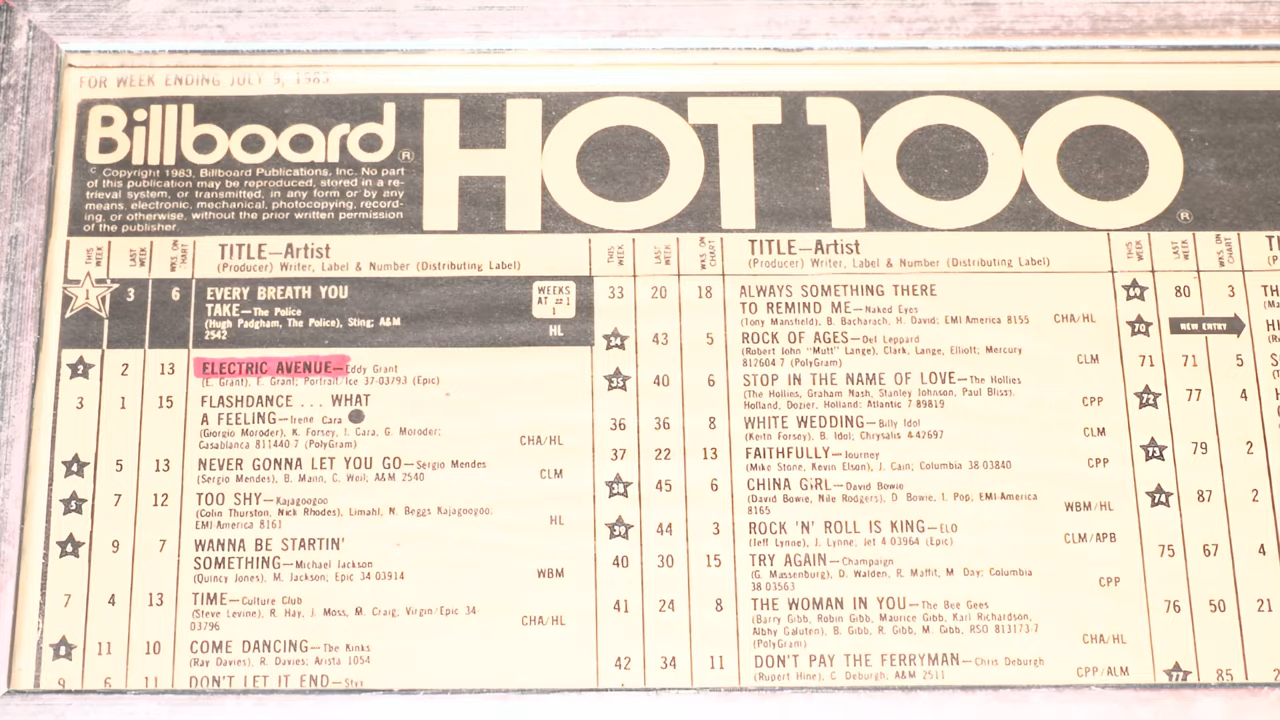 FOR WEEK ENDING JULY 9, 1983
Billboard® HOT 100®
© Copyright 1983, Billboard Publications, Inc. No part
of this publication may be reproduced, stored in a re-
trieval system, or transmitted, in any form or by any
means, electronic, mechanical, photocopying, record-
ing, or otherwise, without the prior written permission
of the publisher.
THIS WEEK LAST WEEK WKS. ON CHART TITLE—Artist
(Producer) Writer, Label & Number (Distributing Label)
1 3 6 EVERY BREATH YOU
TAKE—The Police
(Hugh Padgham, The Police), Sting; A&M
2542 HL
WEEKS
AT #1
1
2 2 13 ELECTRIC AVENUE—Eddy Grant
(E. Grant), E. Grant; Portrait/Ice 37-03793 (Epic)
3 1 15 FLASHDANCE . . . WHAT
A FEELING—Irene Cara
(Giorgio Moroder), K. Forsey, I. Cara, G. Moroder;
Casablanca 811440-7 (PolyGram) CHA/HL
4 5 13 NEVER GONNA LET YOU GO—Sergio Mendes
(Sergio Mendes), B. Mann, C. Weil; A&M 2540 CLM
5 7 12 TOO SHY—Kajagoogoo
(Colin Thurston, Nick Rhodes), Limahl, N. Beggs Kajagoogoo;
EMI-America 8161 HL
6 9 7 WANNA BE STARTIN'
SOMETHING—Michael Jackson
(Quincy Jones), M. Jackson; Epic 34-03914 WBM
7 4 13 TIME—Culture Club
(Steve Levine), R. Hay, J. Moss, M. Craig, Virgin/Epic 34-
03796 CHA/HL
8 11 10 COME DANCING—The Kinks
(Ray Davies), R. Davies; Arista 1054
9 6 11 DON'T LET IT END—Styx
THIS WEEK LAST WEEK WKS. ON CHART TITLE—Artist
(Producer) Writer, Label & Number (Distributing Label)
33 20 18 ALWAYS SOMETHING THERE
TO REMIND ME—Naked Eyes
(Tony Mansfield), B. Bacharach, H. David; EMI-America 8155 CHA/HL
34 43 5 ROCK OF AGES—Def Leppard
(Robert John "Mutt" Lange), Clark, Lange, Elliott; Mercury
812604-7 (PolyGram) CLM
35 40 6 STOP IN THE NAME OF LOVE—The Hollies
(The Hollies, Graham Nash, Stanley Johnson, Paul Bliss),
Holland, Dozier, Holland; Atlantic 7-89819 CPP
36 36 8 WHITE WEDDING—Billy Idol
(Keith Forsey), B. Idol; Chrysalis 4-42697 CLM
37 22 13 FAITHFULLY—Journey
(Mike Stone, Kevin Elson), J. Cain; Columbia 38-03840 CPP
38 45 6 CHINA GIRL—David Bowie
(David Bowie, Nile Rodgers), D. Bowie, I. Pop; EMI-America
8165 WBM/HL
39 44 3 ROCK 'N' ROLL IS KING—ELO
(Jeff Lynne), J. Lynne; Jet 4-03964 (Epic) CLM/APB
40 30 15 TRY AGAIN—Champaign
(G. Massenburg), D. Walden, R. Maffit, M. Day; Columbia
38-03563 CPP
41 24 8 THE WOMAN IN YOU—The Bee Gees
(Barry Gibb, Robin Gibb, Maurice Gibb, Karl Richardson,
Albhy Galuten), B. Gibb, R. Gibb, M. Gibb, RSO 813173-7
(PolyGram) CHA/HL
42 34 11 DON'T PAY THE FERRYMAN—Chris Deburgh
(Rupert Hine), C. Deburgh; A&M 2511 CPP/ALM
THIS WEEK LAST WEEK WKS. ON CHART
69 80 3 TH
70 NEW ENTRY
71 71 5
72 77 4
73 79 2
74 87 2
75 67 4
76 50 21
77 85